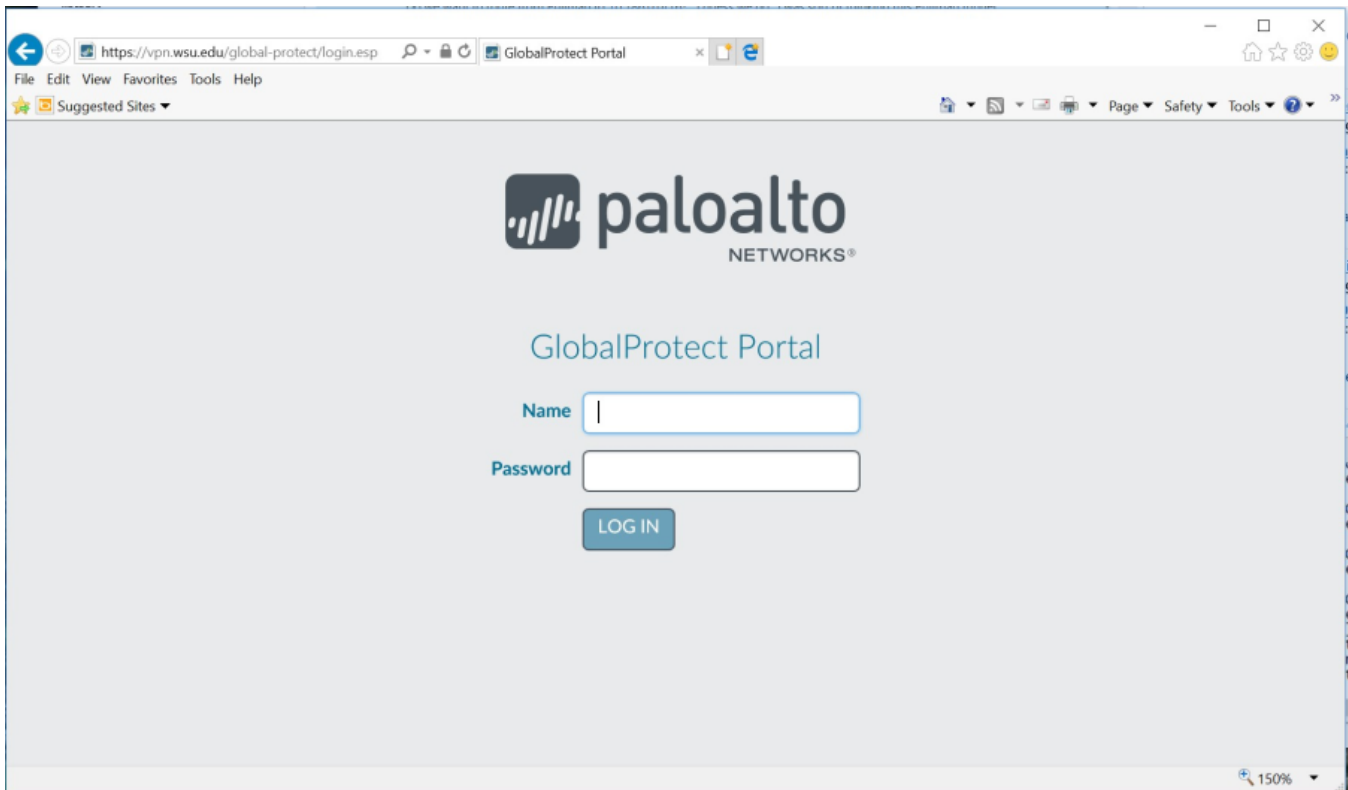 https://vpn.wsu.edu/global-protect/login.esp
GlobalProtect Portal
File Edit View Favorites Tools Help
Suggested Sites
Page Safety Tools
paloalto
NETWORKS®
GlobalProtect Portal
Name
Password
LOG IN
150%